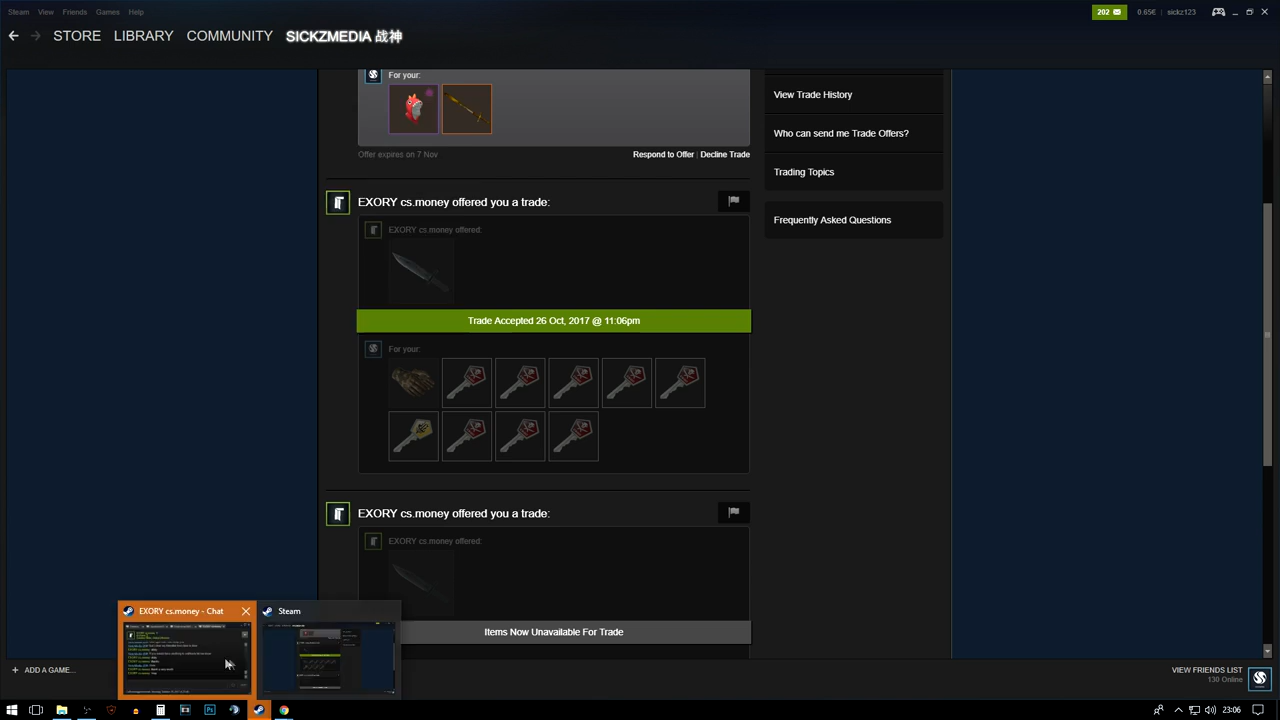 Steam View Friends Games Help
202 0.65€ sickz123
STORE LIBRARY COMMUNITY SICKZMEDIA 战神
For your:
Offer expires on 7 Nov Respond to Offer | Decline Trade
View Trade History
Who can send me Trade Offers?
Trading Topics
Frequently Asked Questions
EXORY cs.money offered you a trade:
EXORY cs.money offered:
Trade Accepted 26 Oct, 2017 @ 11:06pm
For your:
EXORY cs.money offered you a trade:
EXORY cs.money offered:
Items Now Unavailable For Trade
EXORY cs.money - Chat
Steam
+ ADD A GAME...
VIEW FRIENDS LIST
130 Online
23:06